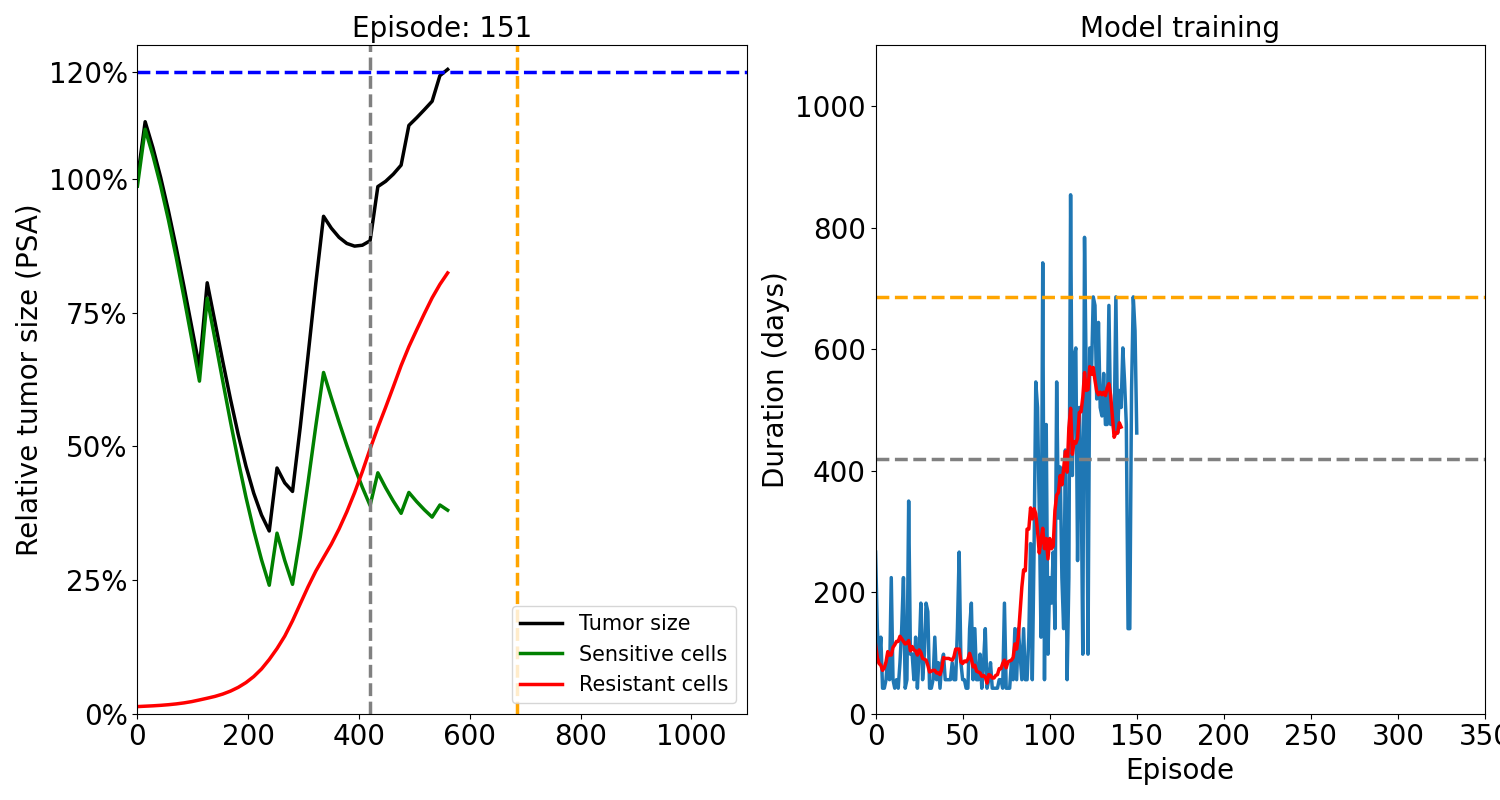 Episode: 151
Relative tumor size (PSA)
120%
100%
75%
50%
25%
0%
0 200 400 600 800 1000
Tumor size
Sensitive cells
Resistant cells
Model training
Duration (days)
1000
800
600
400
200
0
0 50 100 150 200 250 300 350
Episode